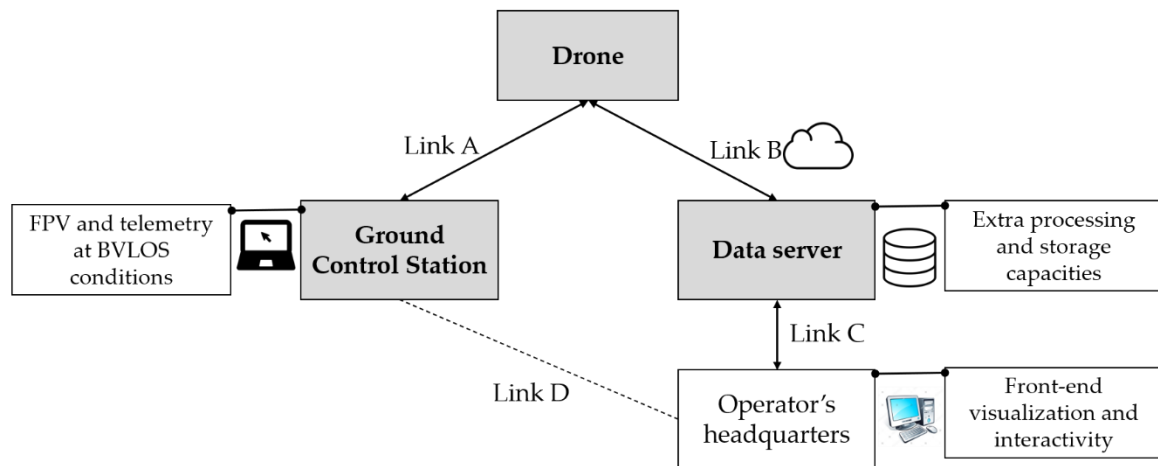 Drone
Link A
Link B
FPV and telemetry
at BVLOS
conditions
Ground
Control Station
Data server
Extra processing
and storage
capacities
Link C
Link D
Operator’s
headquarters
Front-end
visualization and
interactivity